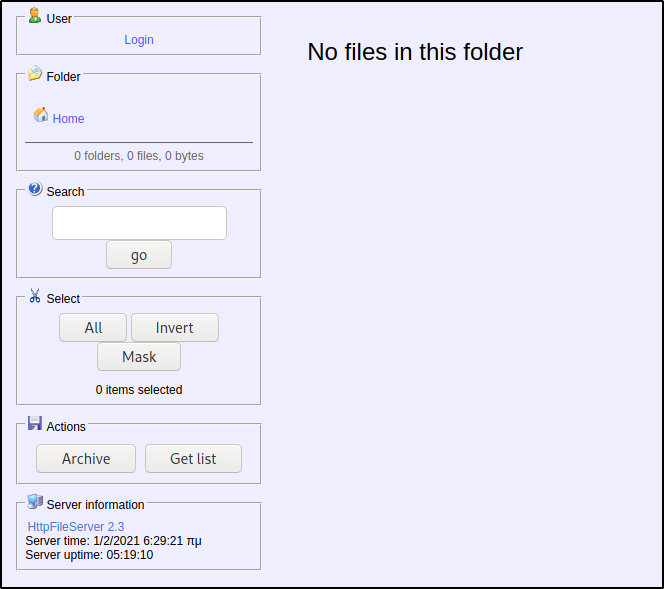 User
Login
Folder
Home
0 folders, 0 files, 0 bytes
Search
go
Select
All Invert
Mask
0 items selected
Actions
Archive Get list
Server information
HttpFileServer 2.3
Server time: 1/2/2021 6:29:21 πμ
Server uptime: 05:19:10
No files in this folder